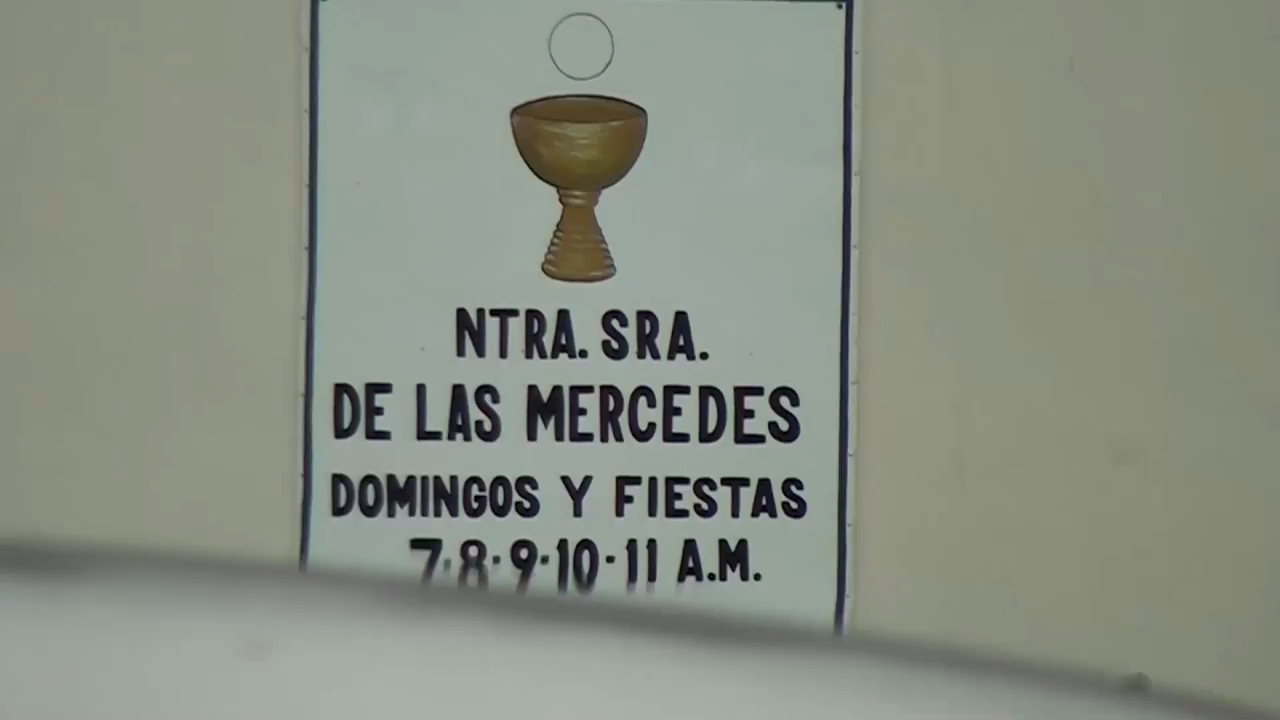 NTRA. SRA.
DE LAS MERCEDES
DOMINGOS Y FIESTAS
7·8·9·10-11 A.M.